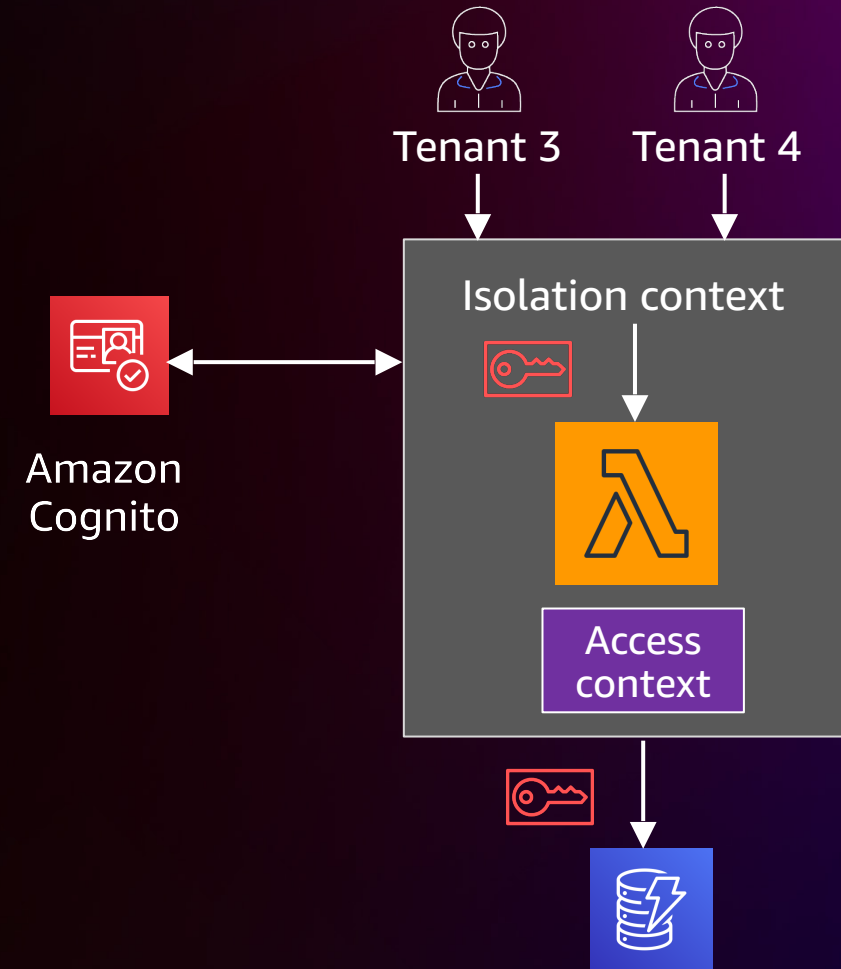 Tenant 3
Tenant 4
Isolation context
Amazon
Cognito
Access
context